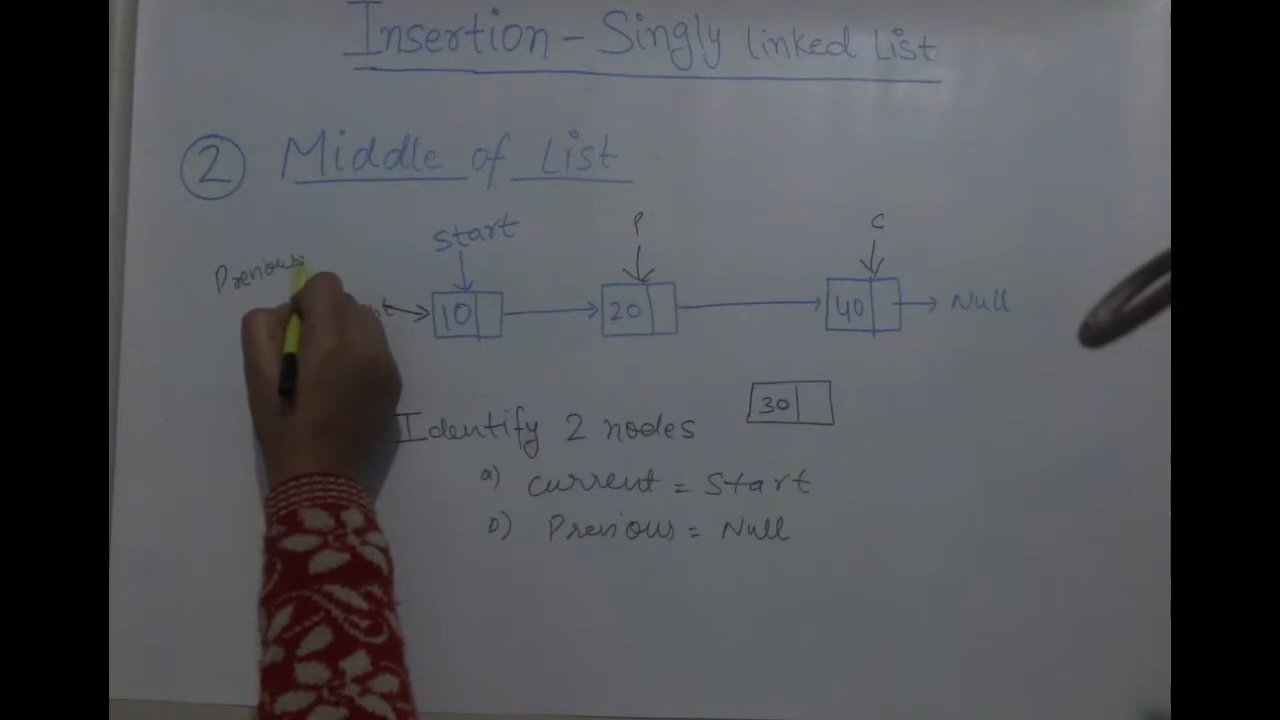 Insertion - Singly linked List
2 Middle of List
Start P C
Previous
10 20 40 Null
30
Identify 2 nodes
a) current = Start
b) Previous = Null